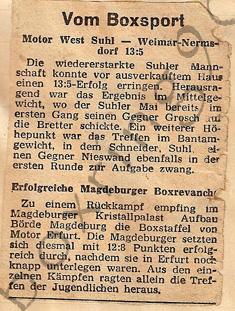 Vom Boxsport
Motor West Suhl — Weimar-Nerms-
dorf 13:5
Die wiedererstarkte Suhler Mann-
schaft konnte vor ausverkauftem Haus
einen 13:5-Erfolg erringen. Herausra-
gend war das Ergebnis im Mittelge-
wicht, wo der Suhler Mai bereits im
ersten Gang seinen Gegner Grosch auf
die Bretter schickte. Ein weiterer Hö-
hepunkt war das Treffen im Bantam-
gewicht, in dem Schneider, Suhl, sei-
nen Gegner Nieswand ebenfalls in der
ersten Runde zur Aufgabe zwang.
Erfolgreiche Magdeburger Boxrevanche
Zu einem Rückkampf empfing im
Magdeburger Kristallpalast Aufbau
Börde Magdeburg die Boxstaffel von
Motor Erfurt. Die Magdeburger setzten
sich diesmal mit 12:8 Punkten erfolg-
reich durch, nachdem sie in Erfurt noch
knapp unterlegen waren. Aus den ein-
zelnen Kämpfen ragten allein die Tref-
fen der Jugendlichen heraus.